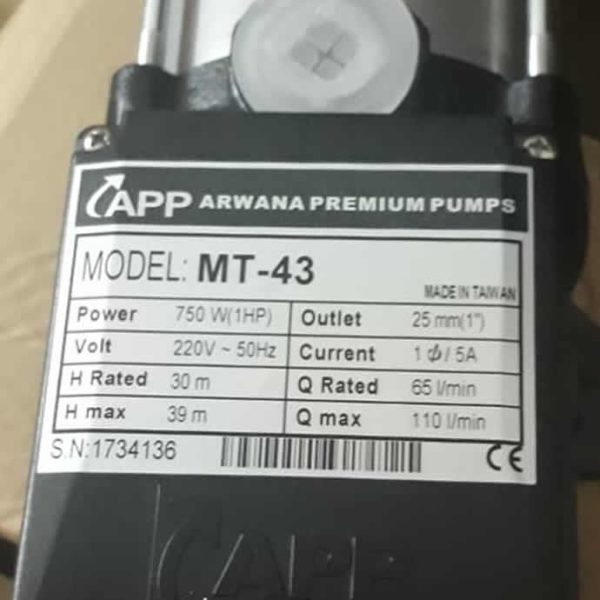 APP ARWANA PREMIUM PUMPS
MODEL: MT-43
MADE IN TAIWAN
Power 750 W(1HP) Outlet 25 mm(1")
Volt 220V ~ 50Hz Current 1 ϕ / 5A
H Rated 30 m Q Rated 65 l/min
H max 39 m Q max 110 l/min
S.N:1734136 CE
APP